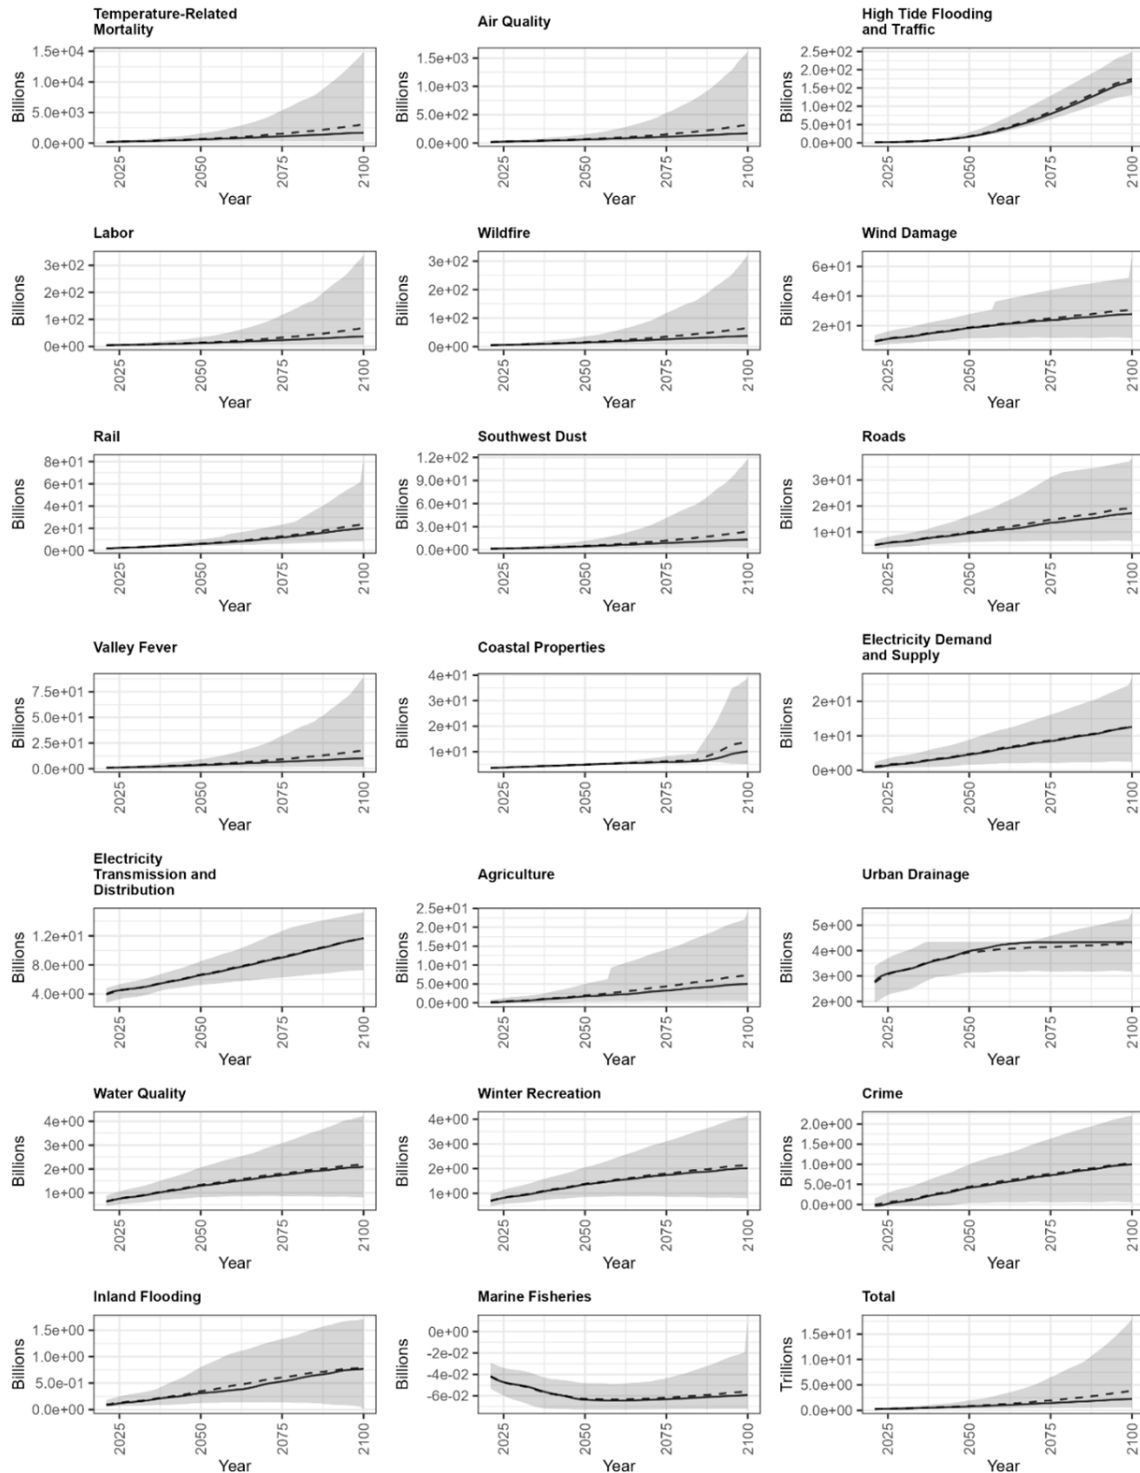 Temperature-Related
Mortality
Billions
1.5e+04
1.0e+04
5.0e+03
0.0e+00
2025
2050
2075
2100
Year
Air Quality
Billions
1.5e+03
1.0e+03
5.0e+02
0.0e+00
2025
2050
2075
2100
Year
High Tide Flooding
and Traffic
Billions
2.5e+02
2.0e+02
1.5e+02
1.0e+02
5.0e+01
0.0e+00
2025
2050
2075
2100
Year
Labor
Billions
3e+02
2e+02
1e+02
0e+00
2025
2050
2075
2100
Year
Wildfire
Billions
3e+02
2e+02
1e+02
0e+00
2025
2050
2075
2100
Year
Wind Damage
Billions
6e+01
4e+01
2e+01
2025
2050
2075
2100
Year
Rail
Billions
8e+01
6e+01
4e+01
2e+01
0e+00
2025
2050
2075
2100
Year
Southwest Dust
Billions
1.2e+02
9.0e+01
6.0e+01
3.0e+01
0.0e+00
2025
2050
2075
2100
Year
Roads
Billions
3e+01
2e+01
1e+01
2025
2050
2075
2100
Year
Valley Fever
Billions
7.5e+01
5.0e+01
2.5e+01
0.0e+00
2025
2050
2075
2100
Year
Coastal Properties
Billions
4e+01
3e+01
2e+01
1e+01
2025
2050
2075
2100
Year
Electricity Demand
and Supply
Billions
2e+01
1e+01
0e+00
2025
2050
2075
2100
Year
Electricity
Transmission and
Distribution
Billions
1.2e+01
8.0e+00
4.0e+00
2025
2050
2075
2100
Year
Agriculture
Billions
2.5e+01
2.0e+01
1.5e+01
1.0e+01
5.0e+00
0.0e+00
2025
2050
2075
2100
Year
Urban Drainage
Billions
5e+00
4e+00
3e+00
2e+00
2025
2050
2075
2100
Year
Water Quality
Billions
4e+00
3e+00
2e+00
1e+00
2025
2050
2075
2100
Year
Winter Recreation
Billions
4e+00
3e+00
2e+00
1e+00
2025
2050
2075
2100
Year
Crime
Billions
2.0e+00
1.5e+00
1.0e+00
5.0e-01
0.0e+00
2025
2050
2075
2100
Year
Inland Flooding
Billions
1.5e+00
1.0e+00
5.0e-01
0.0e+00
2025
2050
2075
2100
Year
Marine Fisheries
Billions
0e+00
-2e-02
-4e-02
-6e-02
2025
2050
2075
2100
Year
Total
Trillions
1.5e+01
1.0e+01
5.0e+00
0.0e+00
2025
2050
2075
2100
Year